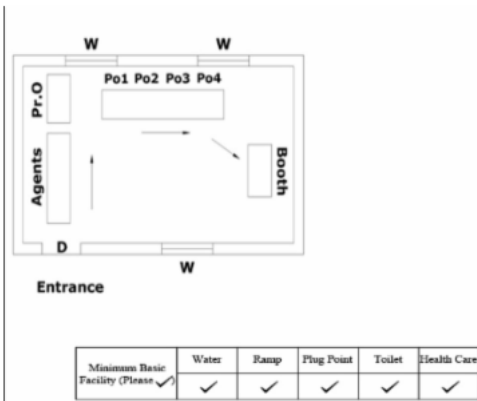 W W
Po1 Po2 Po3 Po4
Pr.O
Agents
Booth
D
W
Entrance
Minimum Basic Facility (Please ✓) Water Ramp Plug Point Toilet Health Care
✓ ✓ ✓ ✓ ✓